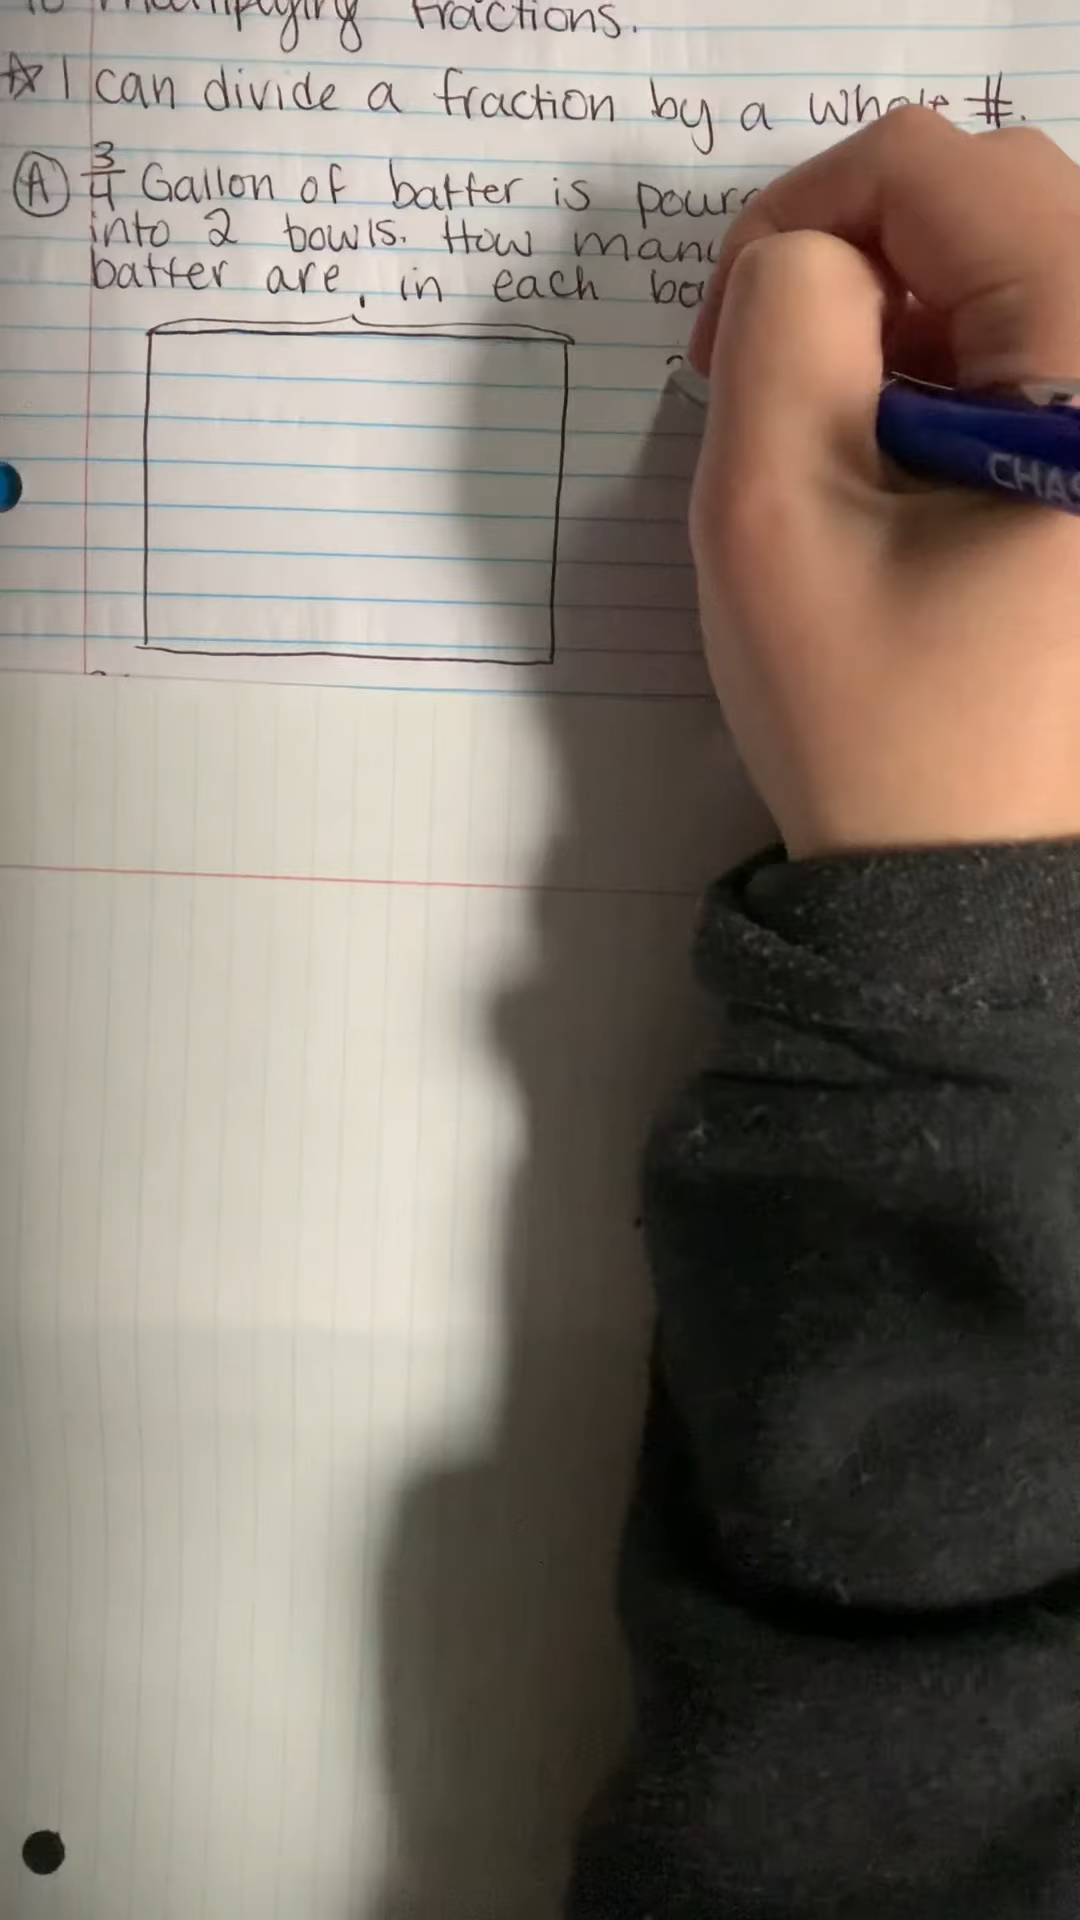 fractions.
☆ I can divide a fraction by a whole #.
Ⓐ 3/4 Gallon of batter is
into 2 bowls. How
batter are, in each